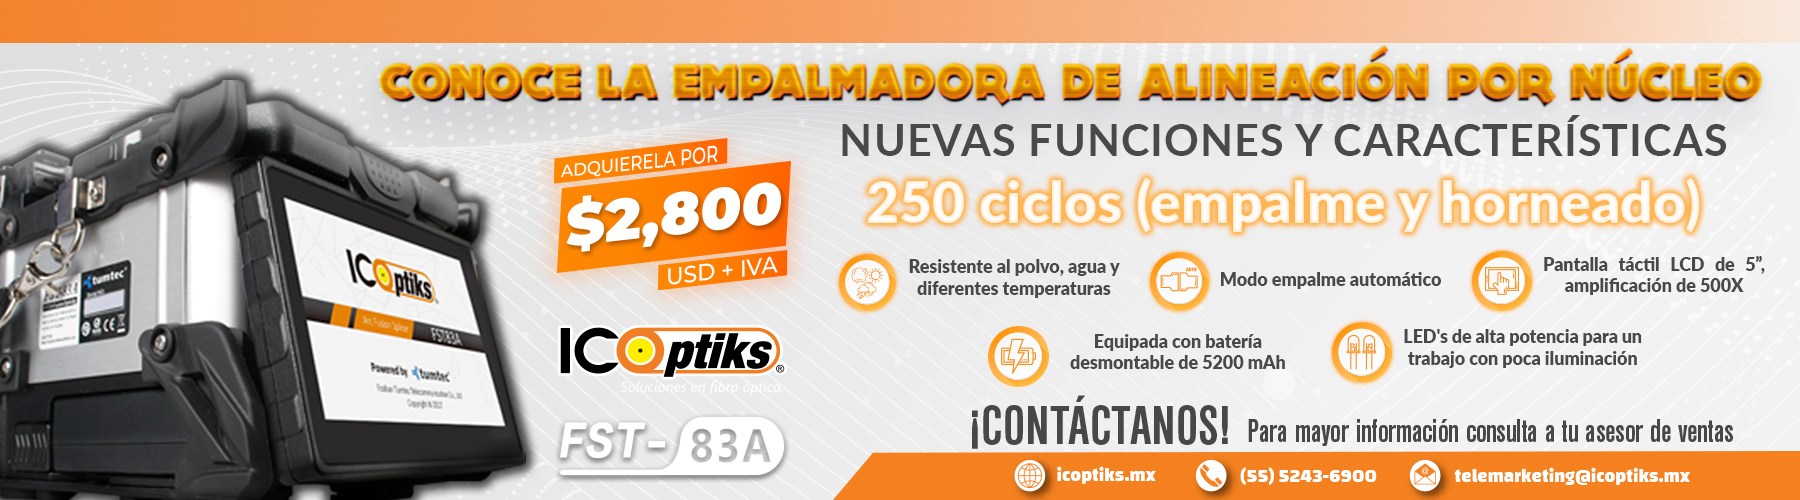 CONOCE LA EMPALMADORA DE ALINEACIÓN POR NÚCLEO
NUEVAS FUNCIONES Y CARACTERÍSTICAS
250 ciclos (empalme y horneado)
ADQUIERELA POR
$2,800
USD + IVA
Resistente al polvo, agua y
diferentes temperaturas
Modo empalme automático
Pantalla táctil LCD de 5”,
amplificación de 500X
Equipada con batería
desmontable de 5200 mAh
LED's de alta potencia para un
trabajo con poca iluminación
ICOptiks®
Soluciones en fibra óptica
FST-83A
tumtec
ICOptiks®
FST83A
Powered by tumtec
Copyright © 2017
¡CONTÁCTANOS! Para mayor información consulta a tu asesor de ventas
icoptiks.mx
(55) 5243-6900
telemarketing@icoptiks.mx